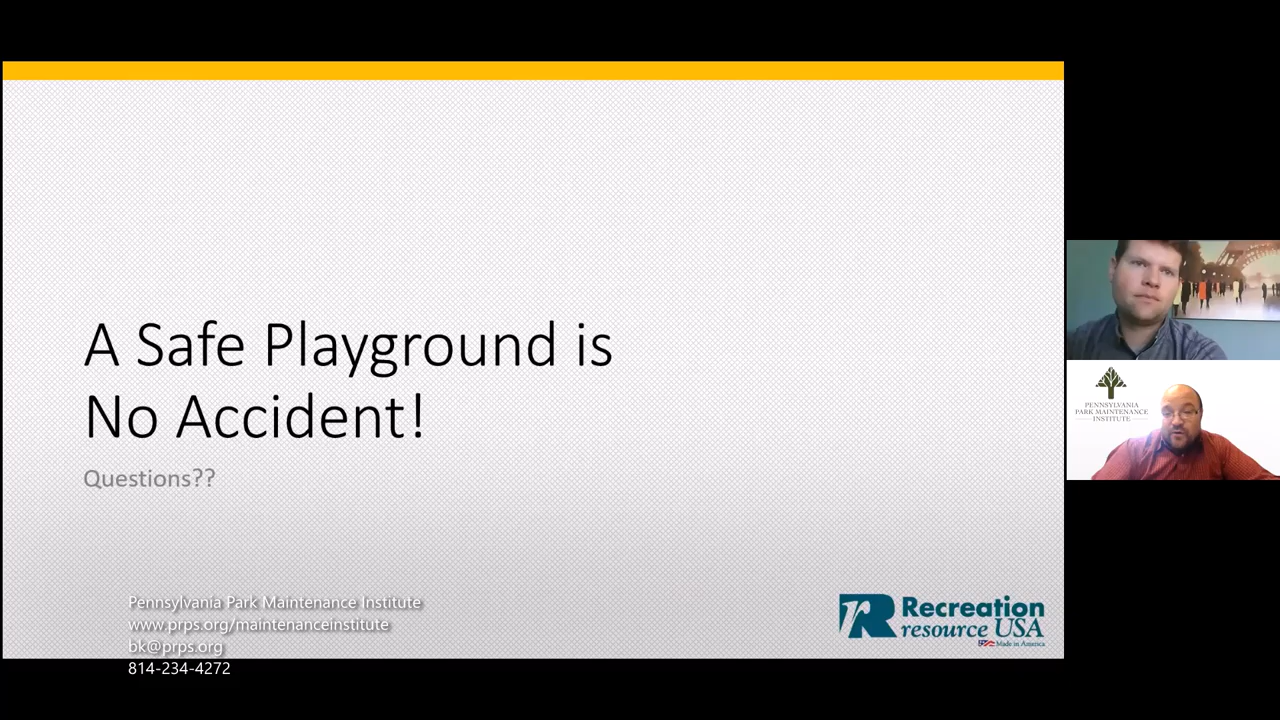 A Safe Playground is
No Accident!
Questions??
Pennsylvania Park Maintenance Institute
www.prps.org/maintenanceinstitute
bk@prps.org
814-234-4272
Recreation
resource USA
Made in America
PENNSYLVANIA
PARK MAINTENANCE
INSTITUTE